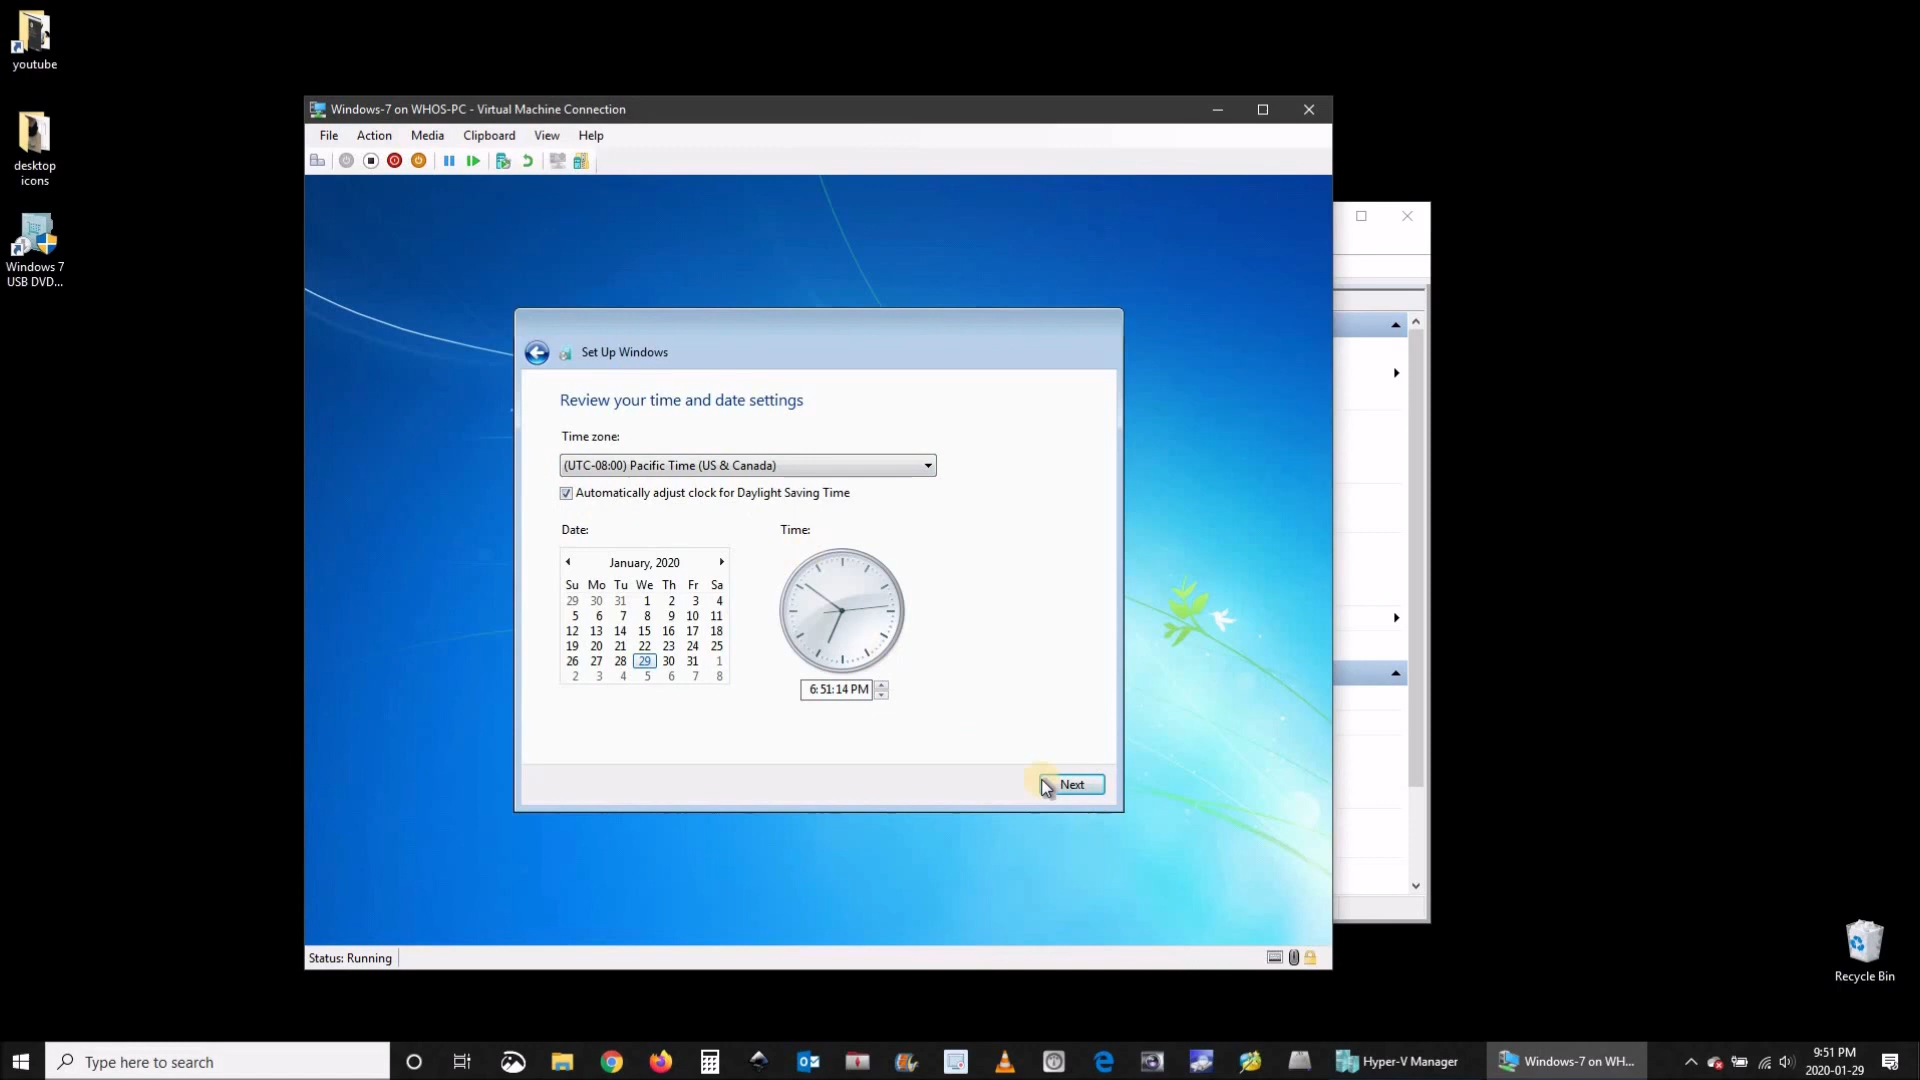 youtube
desktop
icons
Windows 7
USB DVD...
Windows-7 on WHOS-PC - Virtual Machine Connection
File Action Media Clipboard View Help
Set Up Windows
Review your time and date settings
Time zone:
(UTC-08:00) Pacific Time (US & Canada)
Automatically adjust clock for Daylight Saving Time
Date:
January, 2020
Su Mo Tu We Th Fr Sa
29 30 31 1 2 3 4
5 6 7 8 9 10 11
12 13 14 15 16 17 18
19 20 21 22 23 24 25
26 27 28 29 30 31 1
2 3 4 5 6 7 8
Time:
6:51:14 PM
Next
Status: Running
Recycle Bin
Type here to search
Hyper-V Manager
Windows-7 on WH...
9:51 PM
2020-01-29